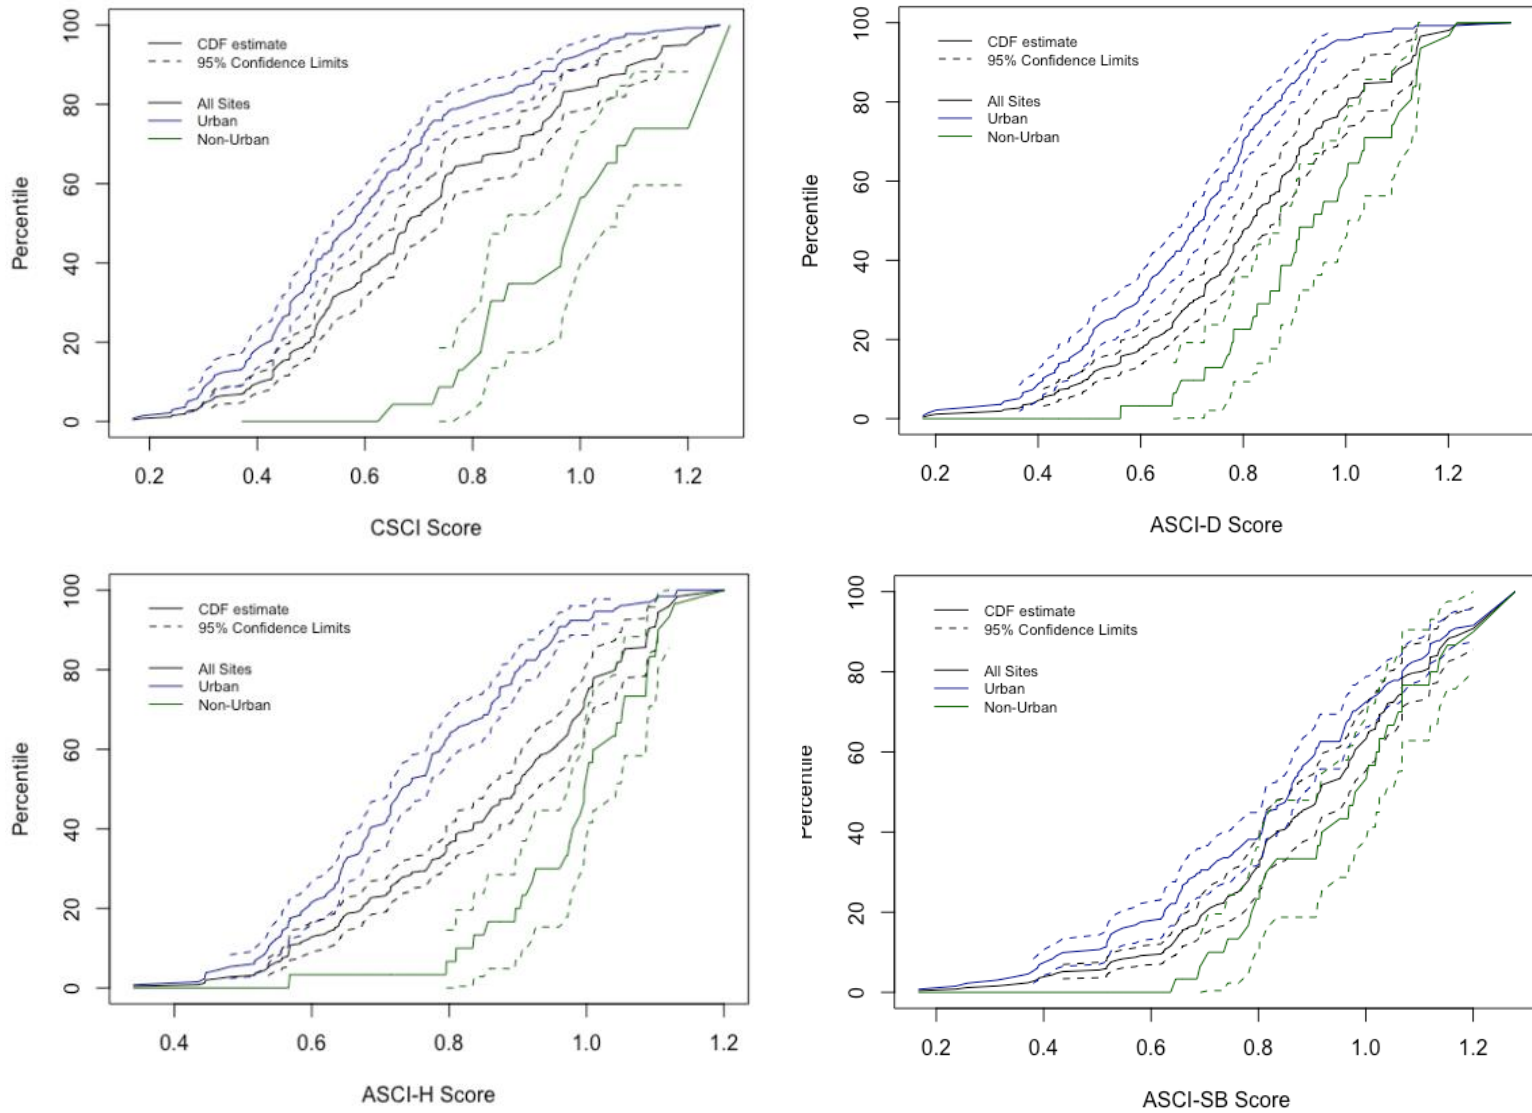 CDF estimate
95% Confidence Limits
All Sites
Urban
Non-Urban
Percentile
0 20 40 60 80 100
0.2 0.4 0.6 0.8 1.0 1.2
CSCI Score
CDF estimate
95% Confidence Limits
All Sites
Urban
Non-Urban
Percentile
0 20 40 60 80 100
0.2 0.4 0.6 0.8 1.0 1.2
ASCI-D Score
CDF estimate
95% Confidence Limits
All Sites
Urban
Non-Urban
Percentile
0 20 40 60 80 100
0.4 0.6 0.8 1.0 1.2
ASCI-H Score
CDF estimate
95% Confidence Limits
All Sites
Urban
Non-Urban
Percentile
0 20 40 60 80 100
0.2 0.4 0.6 0.8 1.0 1.2
ASCI-SB Score